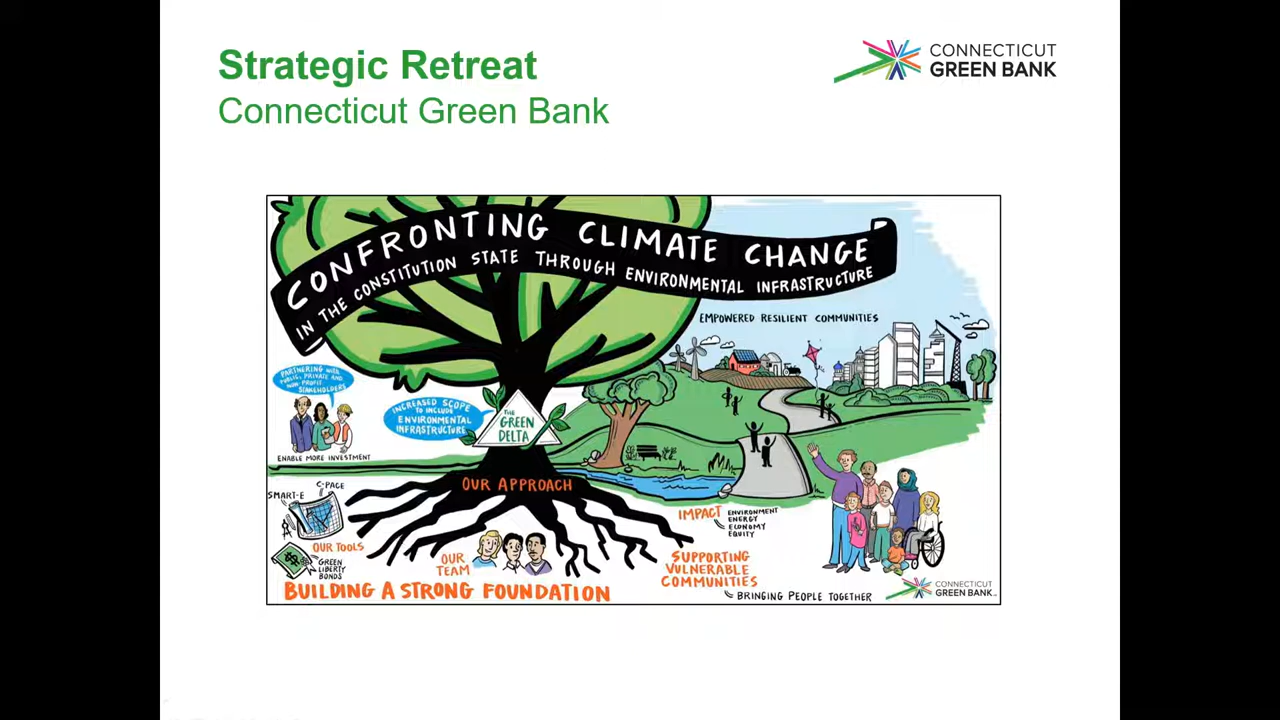 Strategic Retreat
Connecticut Green Bank
CONNECTICUT
GREEN BANK
CONFRONTING CLIMATE CHANGE
IN THE CONSTITUTION STATE THROUGH ENVIRONMENTAL INFRASTRUCTURE
EMPOWERED RESILIENT COMMUNITIES
PARTNERING WITH
PUBLIC, PRIVATE AND
NON-PROFIT
STAKEHOLDERS
ENABLE MORE INVESTMENT
INCREASED SCOPE
TO INCLUDE
ENVIRONMENTAL
INFRASTRUCTURE
THE
GREEN
DELTA
OUR APPROACH
SMART-E
C-PACE
OUR TOOLS
GREEN
LIBERTY
BONDS
OUR
TEAM
BUILDING A STRONG FOUNDATION
IMPACT
ENVIRONMENT
ENERGY
ECONOMY
EQUITY
SUPPORTING
VULNERABLE
COMMUNITIES
BRINGING PEOPLE TOGETHER
CONNECTICUT
GREEN BANK